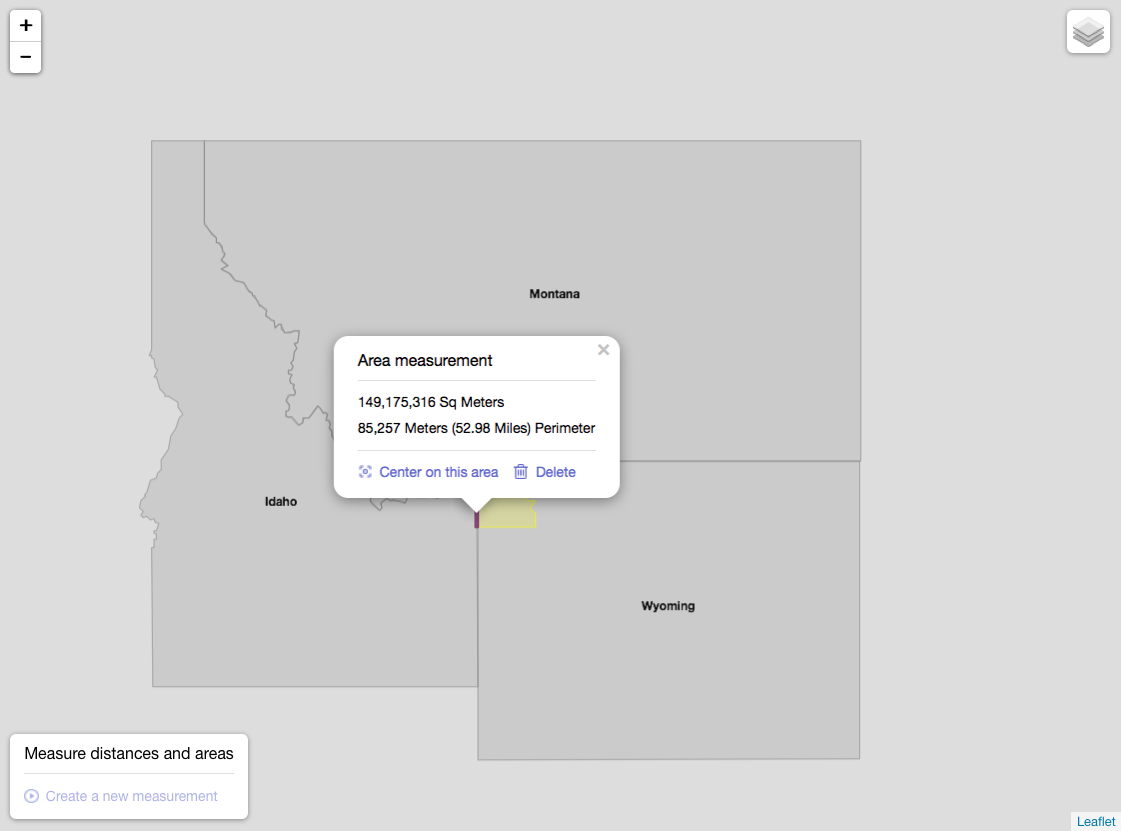 +
−
Montana
Area measurement
×
149,175,316 Sq Meters
85,257 Meters (52.98 Miles) Perimeter
Center on this area Delete
Idaho
Wyoming
Measure distances and areas
Create a new measurement
Leaflet